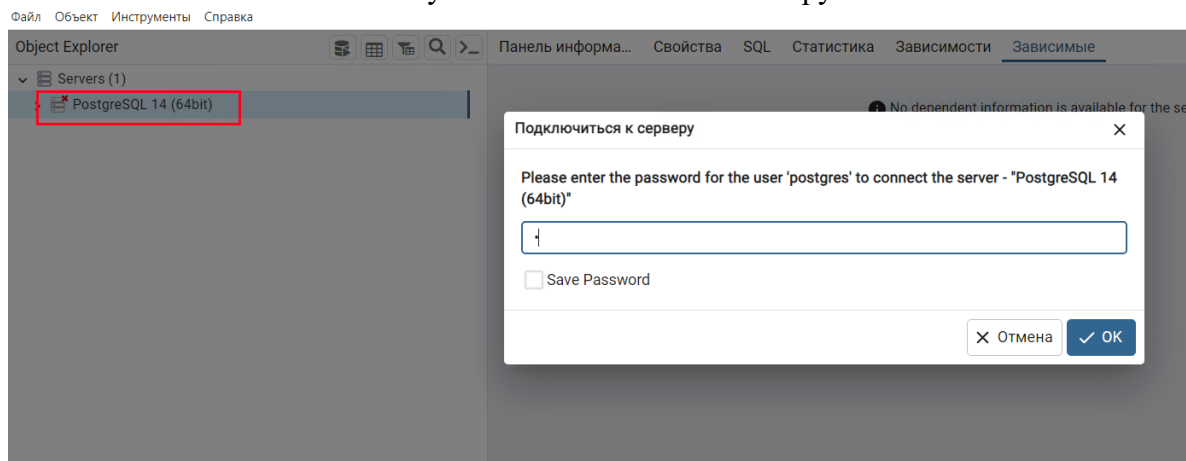 Файл Объект Инструменты Справка
Object Explorer
Панель информа... Свойства SQL Статистика Зависимости Зависимые
Servers (1)
PostgreSQL 14 (64bit)
No dependent information is available for the se
Подключиться к серверу
Please enter the password for the user 'postgres' to connect the server - "PostgreSQL 14
(64bit)"
Save Password
Отмена OK